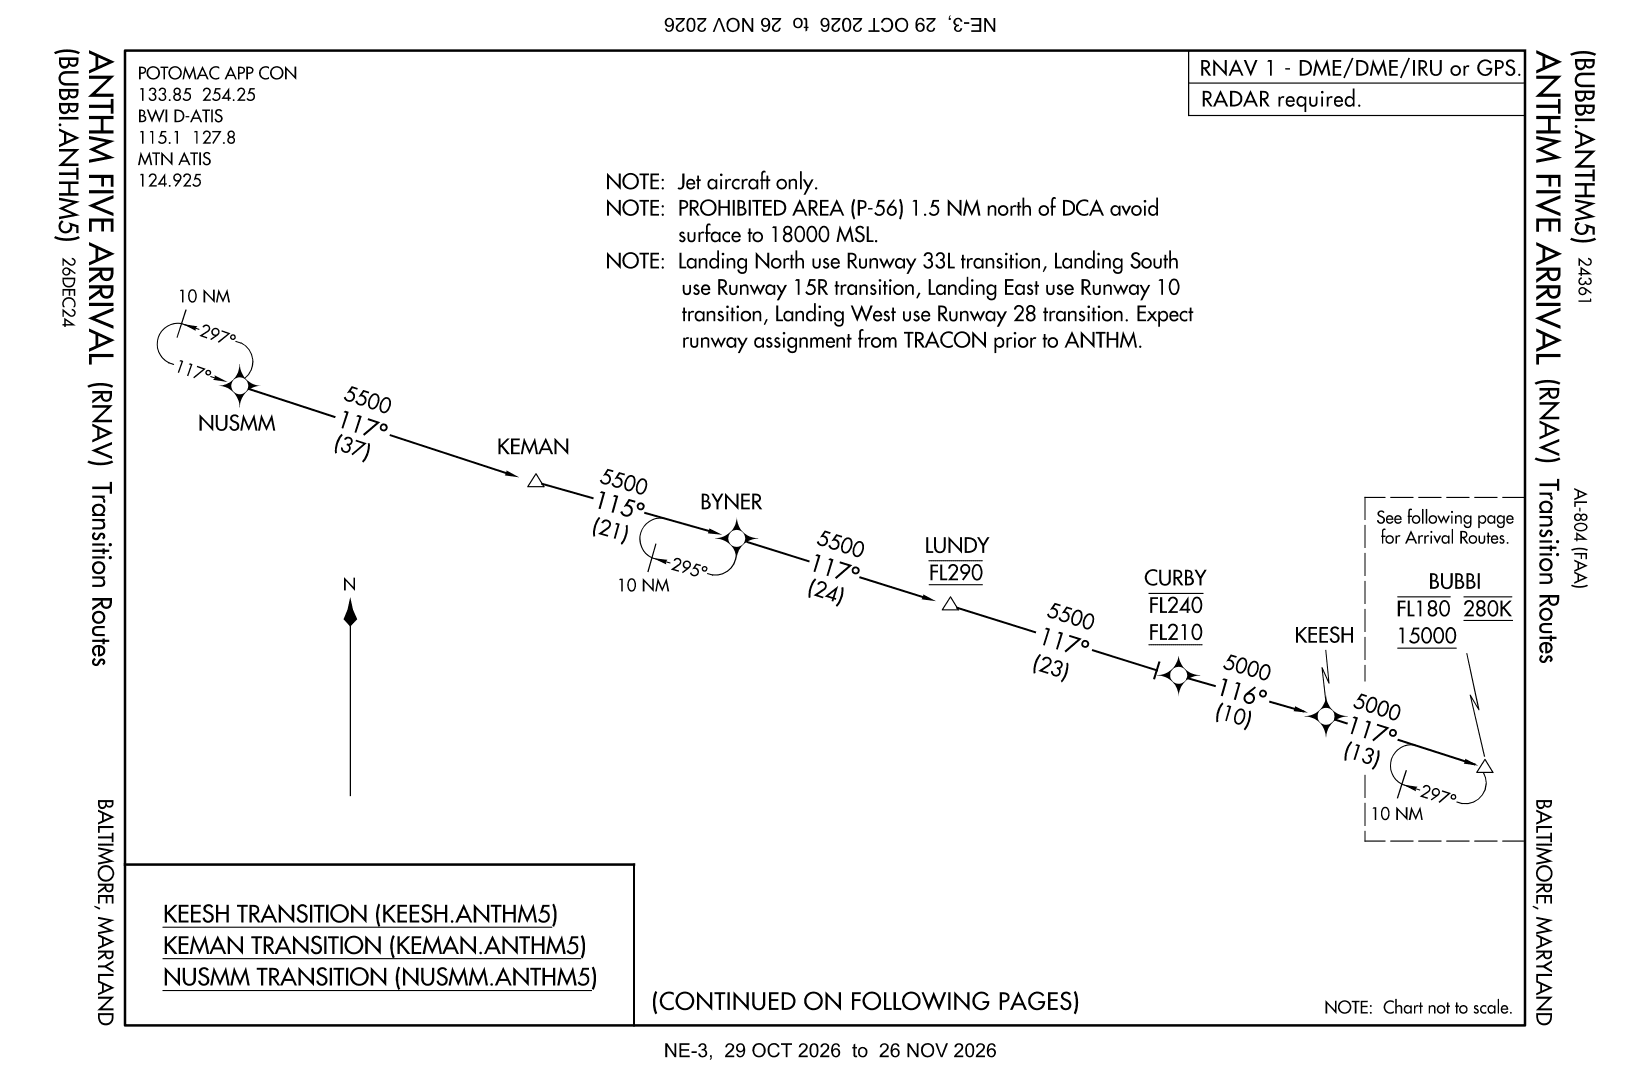 NE-3, 29 OCT 2026 to 26 NOV 2026
(BUBBI.ANTHM5) 26DEC24
ANTHM FIVE ARRIVAL (RNAV) Transition Routes
BALTIMORE, MARYLAND
POTOMAC APP CON
133.85 254.25
BWI D-ATIS
115.1 127.8
MTN ATIS
124.925
RNAV 1 - DME/DME/IRU or GPS.
RADAR required.
NOTE: Jet aircraft only.
NOTE: PROHIBITED AREA (P-56) 1.5 NM north of DCA avoid
surface to 18000 MSL.
NOTE: Landing North use Runway 33L transition, Landing South
use Runway 15R transition, Landing East use Runway 10
transition, Landing West use Runway 28 transition. Expect
runway assignment from TRACON prior to ANTHM.
10 NM
297°
117°
NUSMM
5500
117°
(37)
KEMAN
5500
115°
(21)
BYNER
295°
10 NM
5500
117°
(24)
LUNDY
FL290
5500
117°
(23)
CURBY
FL240
FL210
5000
116°
(10)
KEESH
5000
117°
(13)
See following page
for Arrival Routes.
BUBBI
FL180 280K
15000
297°
10 NM
N
KEESH TRANSITION (KEESH.ANTHM5)
KEMAN TRANSITION (KEMAN.ANTHM5)
NUSMM TRANSITION (NUSMM.ANTHM5)
(CONTINUED ON FOLLOWING PAGES)
NOTE: Chart not to scale.
(BUBBI.ANTHM5) 24361
AL-804 (FAA)
ANTHM FIVE ARRIVAL (RNAV) Transition Routes
BALTIMORE, MARYLAND
NE-3, 29 OCT 2026 to 26 NOV 2026